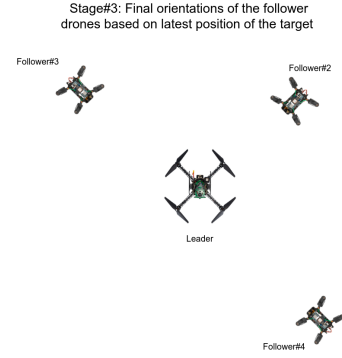 Stage#3: Final orientations of the follower
drones based on latest position of the target
Follower#3
Follower#2
Leader
Follower#4